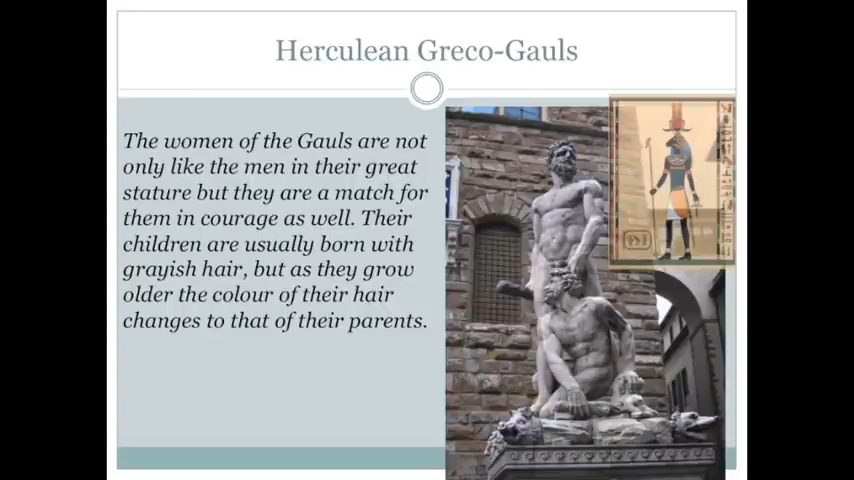 Herculean Greco-Gauls
The women of the Gauls are not
only like the men in their great
stature but they are a match for
them in courage as well. Their
children are usually born with
grayish hair, but as they grow
older the colour of their hair
changes to that of their parents.